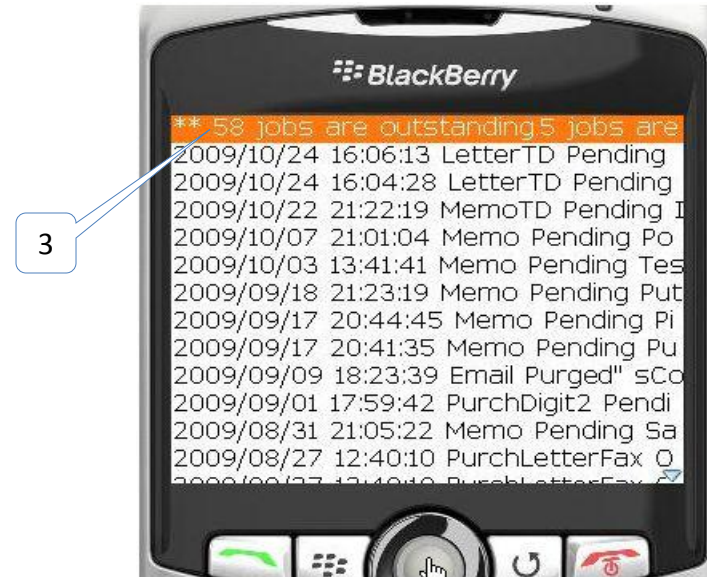 BlackBerry
** 58 jobs are outstanding5 jobs are
2009/10/24 16:06:13 LetterTD Pending
2009/10/24 16:04:28 LetterTD Pending
2009/10/22 21:22:19 MemoTD Pending
2009/10/07 21:01:04 Memo Pending Po
2009/10/03 13:41:41 Memo Pending Tes
2009/09/18 21:23:19 Memo Pending Put
2009/09/17 20:44:45 Memo Pending Pi
2009/09/17 20:41:35 Memo Pending Pu
2009/09/09 18:23:39 Email Purged" sCo
2009/09/01 17:59:42 PurchDigit2 Pendi
2009/08/31 21:05:22 Memo Pending Sa
2009/08/27 12:40:10 PurchLetterFax O
3